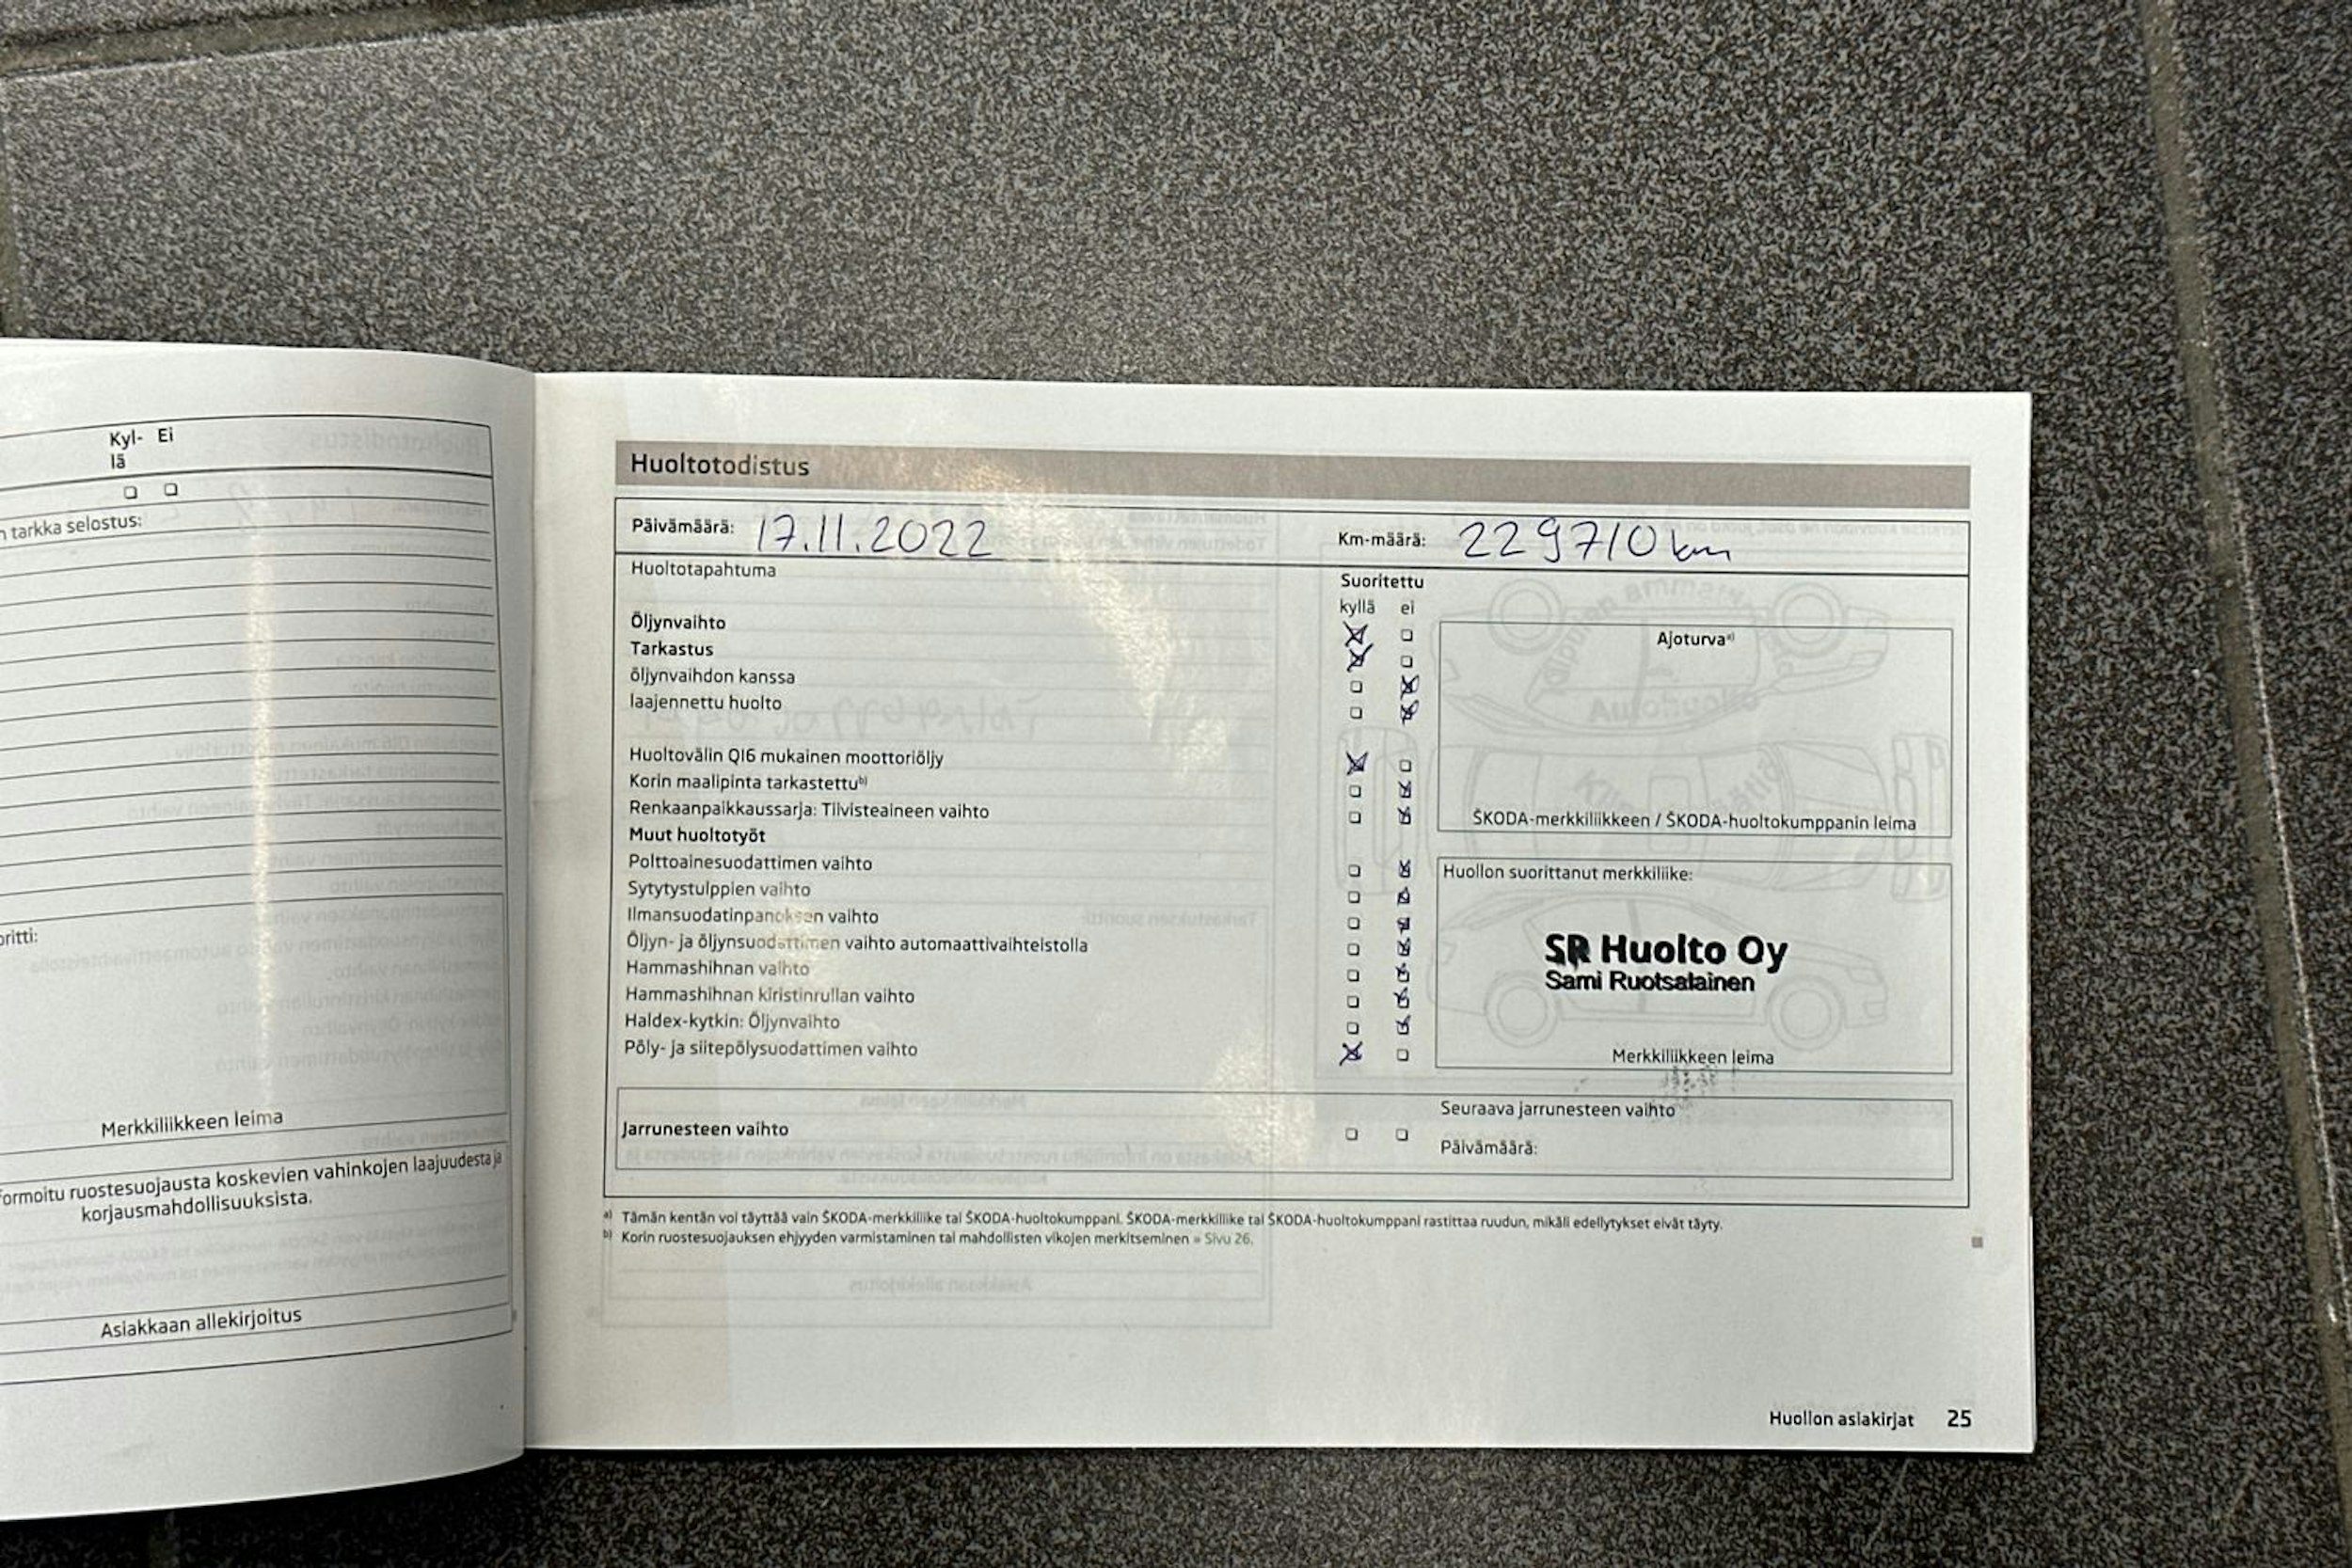 Kyl- Ei
lä
n tarkka selostus:
oritti:
Merkkiliikkeen leima
formoitu ruostesuojausta koskevien vahinkojen laajuudesta ja
korjausmahdollisuuksista.
Asiakkaan allekirjoitus
Huoltotodistus
Päivämäärä: 17.11.2022
Km-määrä: 229710 km
Huoltotapahtuma
Suoritettu
kyllä ei
Öljynvaihto
Tarkastus
öljynvaihdon kanssa
laajennettu huolto
Huoltovälin QI6 mukainen moottoriöljy
Korin maalipinta tarkastettu b)
Renkaanpaikkaussarja: Tiivisteaineen vaihto
Muut huoltotyöt
Polttoainesuodattimen vaihto
Sytytystulppien vaihto
Ilmansuodatinpanoksen vaihto
Öljyn- ja öljynsuodattimen vaihto automaattivaihteistolla
Hammashihnan vaihto
Hammashihnan kiristinrullan vaihto
Haldex-kytkin: Öljynvaihto
Pöly- ja siitepölysuodattimen vaihto
Ajoturva a)
ŠKODA-merkkiliikkeen / ŠKODA-huoltokumppanin leima
Huollon suorittanut merkkiliike:
SR Huolto Oy
Sami Ruotsalainen
Merkkiliikkeen leima
Jarrunesteen vaihto
Seuraava jarrunesteen vaihto
Päivämäärä:
a) Tämän kentän voi täyttää vain ŠKODA-merkkiliike tai ŠKODA-huoltokumppani. ŠKODA-merkkiliike tai ŠKODA-huoltokumppani rastittaa ruudun, mikäli edellytykset eivät täyty.
b) Korin ruostesuojauksen ehjyyden varmistaminen tai mahdollisten vikojen merkitseminen » Sivu 26.
Huollon asiakirjat 25